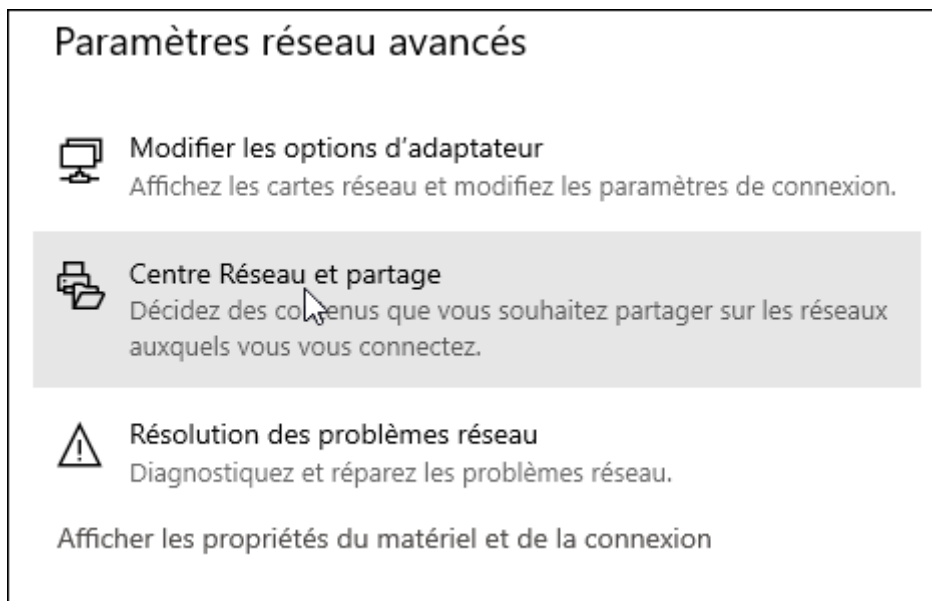 Paramètres réseau avancés
Modifier les options d’adaptateur
Affichez les cartes réseau et modifiez les paramètres de connexion.
Centre Réseau et partage
Décidez des contenus que vous souhaitez partager sur les réseaux
auxquels vous vous connectez.
Résolution des problèmes réseau
Diagnostiquez et réparez les problèmes réseau.
Afficher les propriétés du matériel et de la connexion